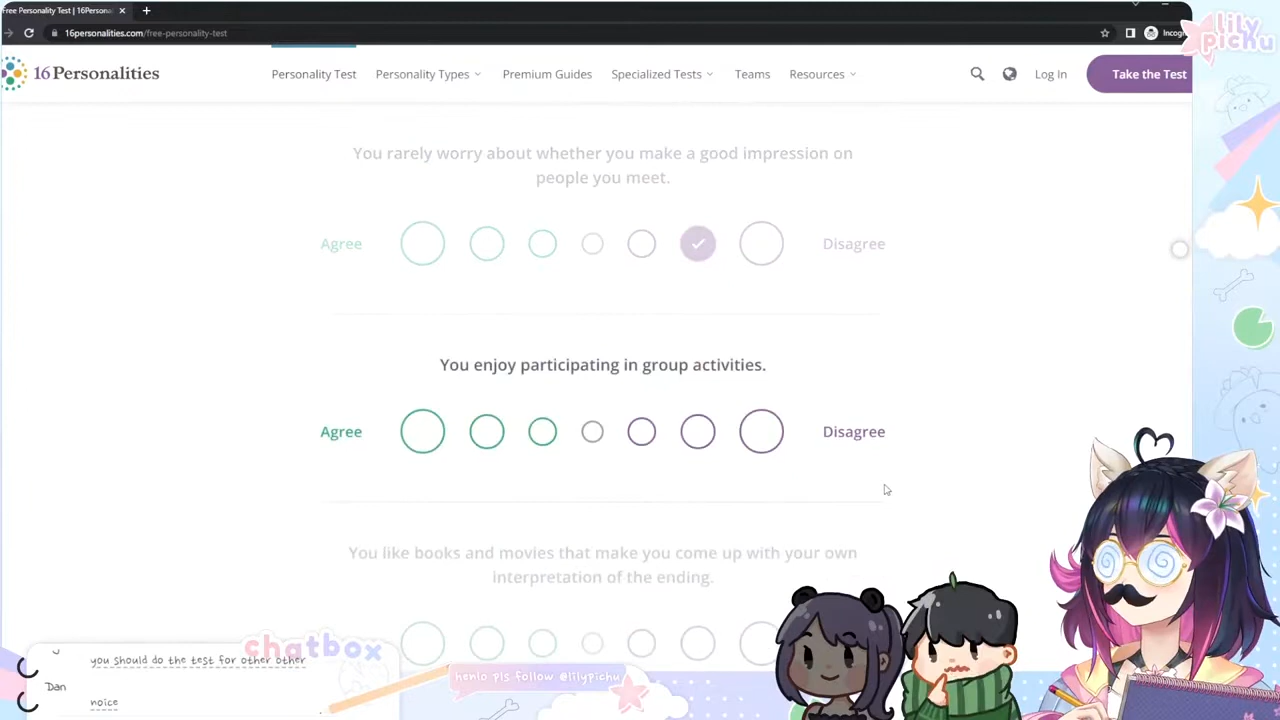 Free Personality Test | 16Persona
16personalities.com/free-personality-test
Incogn
lily
pichu
16Personalities
Personality Test
Personality Types
Premium Guides
Specialized Tests
Teams
Resources
Log In
Take the Test
You rarely worry about whether you make a good impression on
people you meet.
Agree
Disagree
You enjoy participating in group activities.
Agree
Disagree
You like books and movies that make you come up with your own
interpretation of the ending.
chatbox
you should do the test for other other
Dan
noice
henlo pls follow @lilypichu